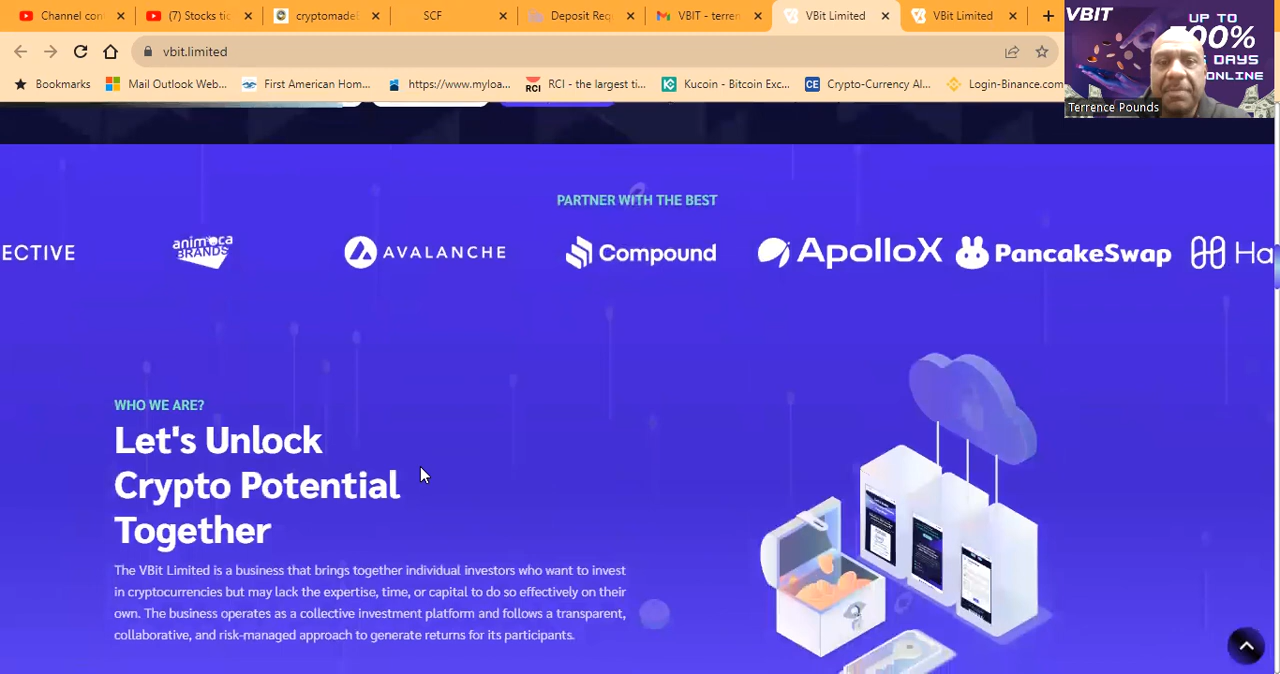 Channel con
(7) Stocks tic
cryptomade
SCF
Deposit Req
VBIT - terren
VBit Limited
VBit Limited
vbit.limited
Bookmarks
Mail Outlook Web...
First American Hom...
https://www.myloa...
RCI
RCI - the largest ti...
Kucoin - Bitcoin Exc...
CE
Crypto-Currency Al...
Login-Binance.com
VBIT
UP TO
300%
DAYS
ONLINE
Terrence Pounds
PARTNER WITH THE BEST
ECTIVE
animoca
BRANDS
AVALANCHE
Compound
ApolloX
PancakeSwap
Ha
WHO WE ARE?
Let's Unlock
Crypto Potential
Together
The VBit Limited is a business that brings together individual investors who want to invest
in cryptocurrencies but may lack the expertise, time, or capital to do so effectively on their
own. The business operates as a collective investment platform and follows a transparent,
collaborative, and risk-managed approach to generate returns for its participants.